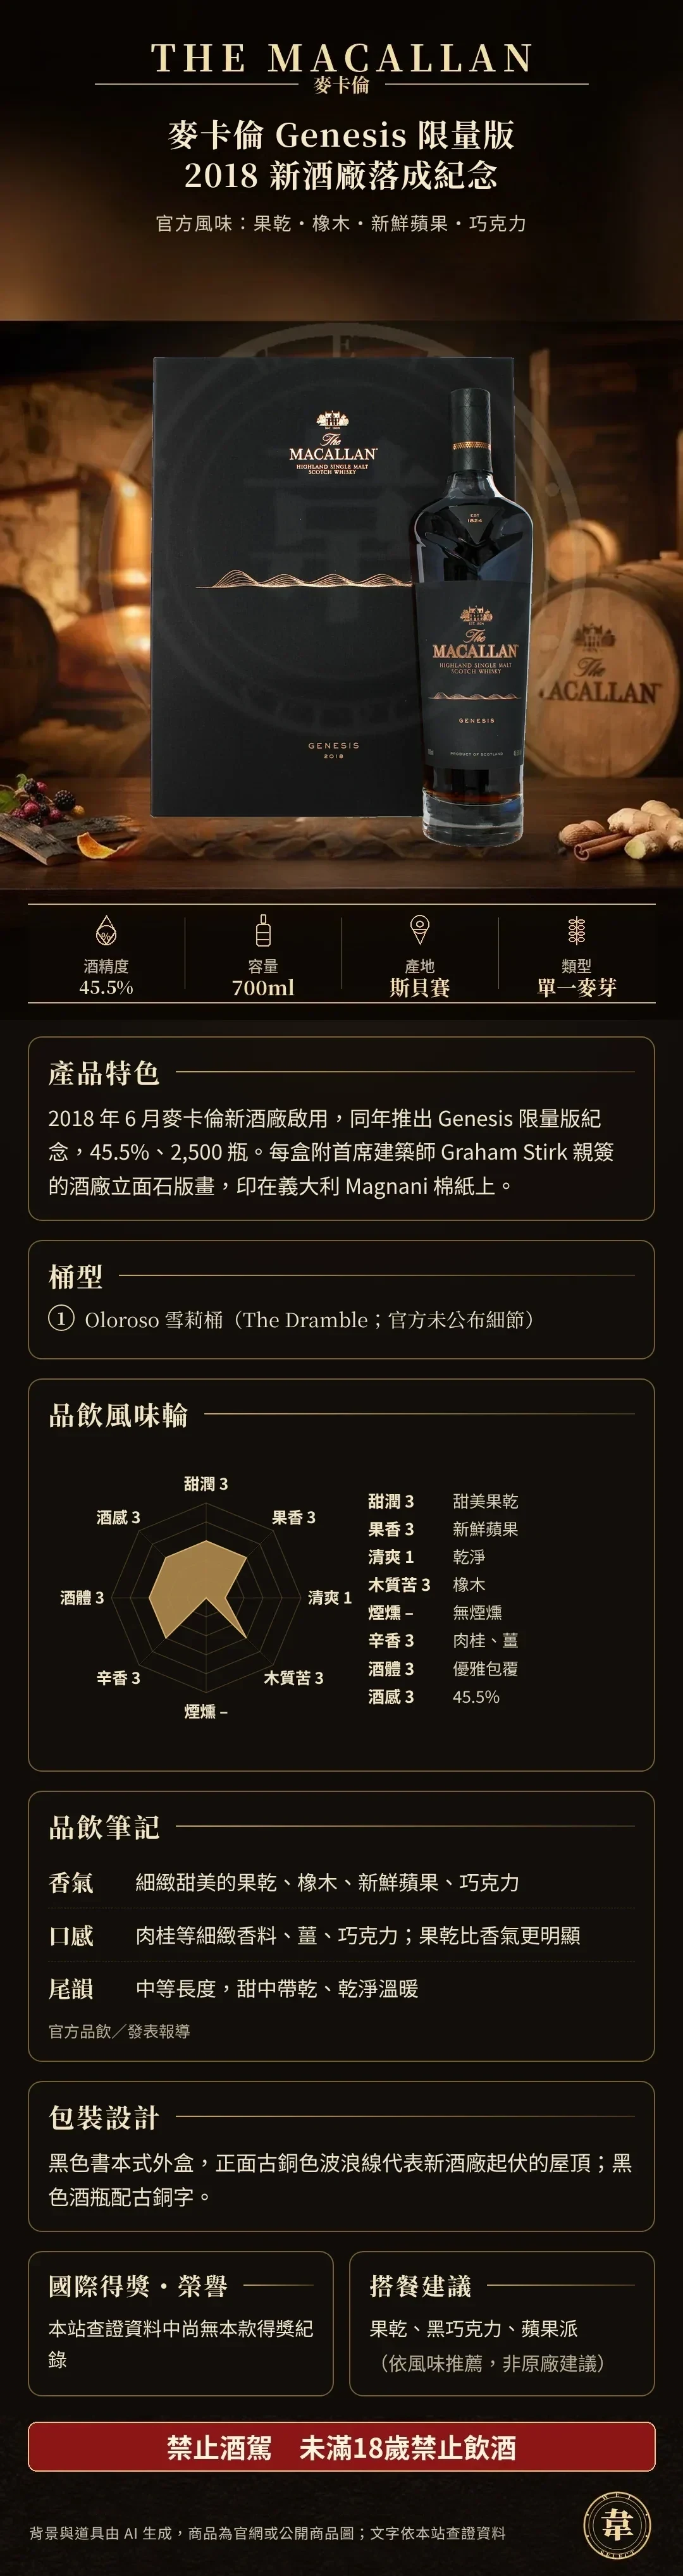 THE MACALLAN
麥卡倫
麥卡倫 Genesis 限量版
2018 新酒廠落成紀念
官方風味：果乾・橡木・新鮮蘋果・巧克力
EST. 1824
The
MACALLAN
HIGHLAND SINGLE MALT
SCOTCH WHISKY
GENESIS
2018
EST
1824
The
MACALLAN
HIGHLAND SINGLE MALT
SCOTCH WHISKY
GENESIS
PRODUCT OF SCOTLAND
The
MACALLAN
酒精度
45.5%
容量
700ml
產地
斯貝賽
類型
單一麥芽
產品特色
2018 年 6 月麥卡倫新酒廠啟用，同年推出 Genesis 限量版紀
念，45.5%、2,500 瓶。每盒附首席建築師 Graham Stirk 親簽
的酒廠立面石版畫，印在義大利 Magnani 棉紙上。
桶型
① Oloroso 雪莉桶（The Dramble；官方未公布細節）
品飲風味輪
甜潤 3
果香 3
清爽 1
木質苦 3
煙燻 –
辛香 3
酒體 3
酒感 3
甜潤 3 甜美果乾
果香 3 新鮮蘋果
清爽 1 乾淨
木質苦 3 橡木
煙燻 – 無煙燻
辛香 3 肉桂、薑
酒體 3 優雅包覆
酒感 3 45.5%
品飲筆記
香氣 細緻甜美的果乾、橡木、新鮮蘋果、巧克力
口感 肉桂等細緻香料、薑、巧克力；果乾比香氣更明顯
尾韻 中等長度，甜中帶乾、乾淨溫暖
官方品飲／發表報導
包裝設計
黑色書本式外盒，正面古銅色波浪線代表新酒廠起伏的屋頂；黑
色酒瓶配古銅字。
國際得獎・榮譽
本站查證資料中尚無本款得獎紀
錄
搭餐建議
果乾、黑巧克力、蘋果派
（依風味推薦，非原廠建議）
禁止酒駕 未滿18歲禁止飲酒
背景與道具由 AI 生成，商品為官網或公開商品圖；文字依本站查證資料
韋